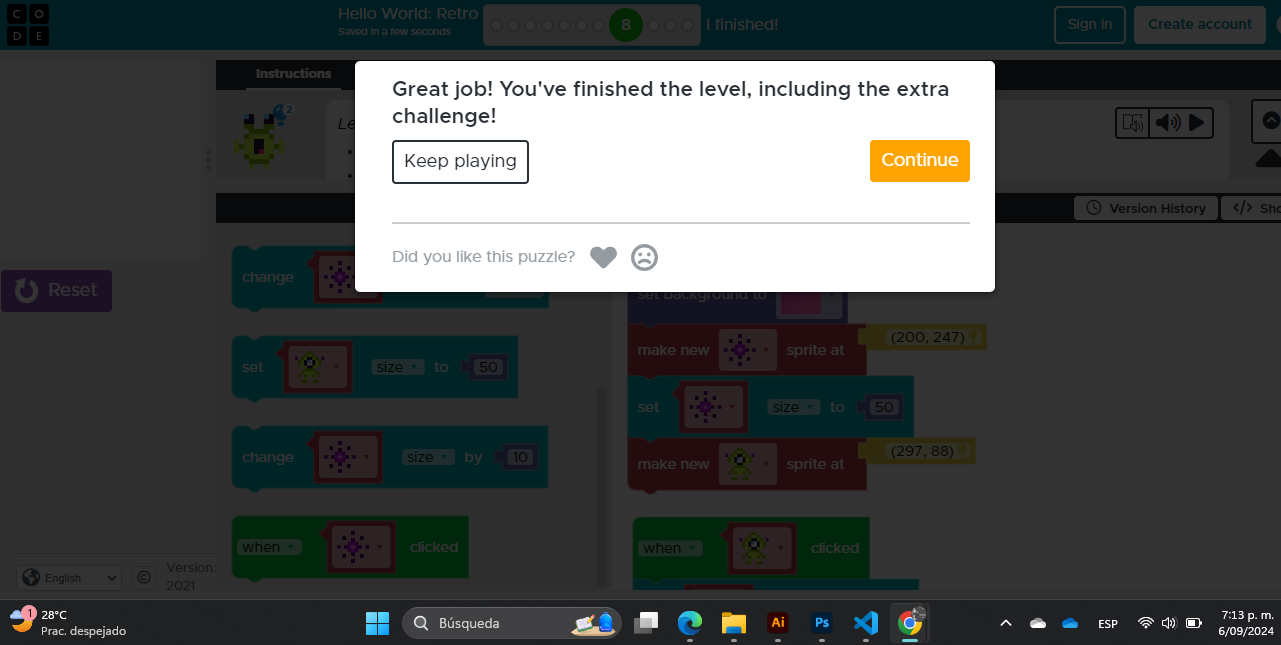 C O
D E
Hello World: Retro
Saved in a few seconds
8
I finished!
Sign in
Create account
Instructions
2
Le
Great job! You've finished the level, including the extra
challenge!
Keep playing
Continue
Did you like this puzzle?
Version History
</> Sho
Reset
change
set size to 50
change size by 10
when clicked
set background to
make new sprite at (200, 247)
set size to 50
make new sprite at (297, 88)
when clicked
English
©
Version:
2021
1
28°C
Prac. despejado
Búsqueda
Ai
Ps
ESP
7:13 p. m.
6/09/2024